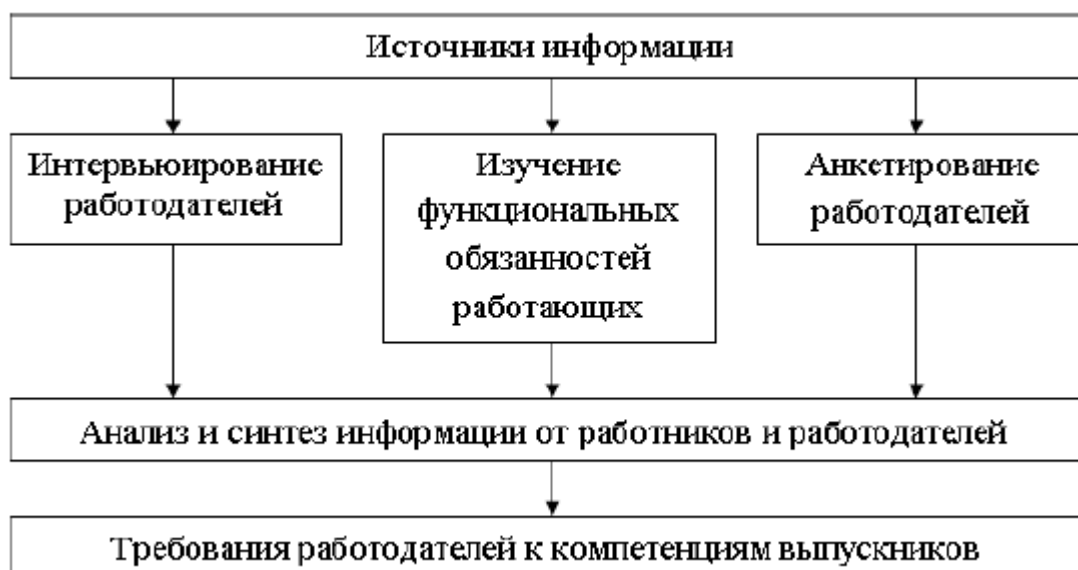 Источники информации
Интервьюирование
работодателей
Изучение
функциональных
обязанностей
работающих
Анкетирование
работодателей
Анализ и синтез информации от работников и работодателей
Требования работодателей к компетенциям выпускников